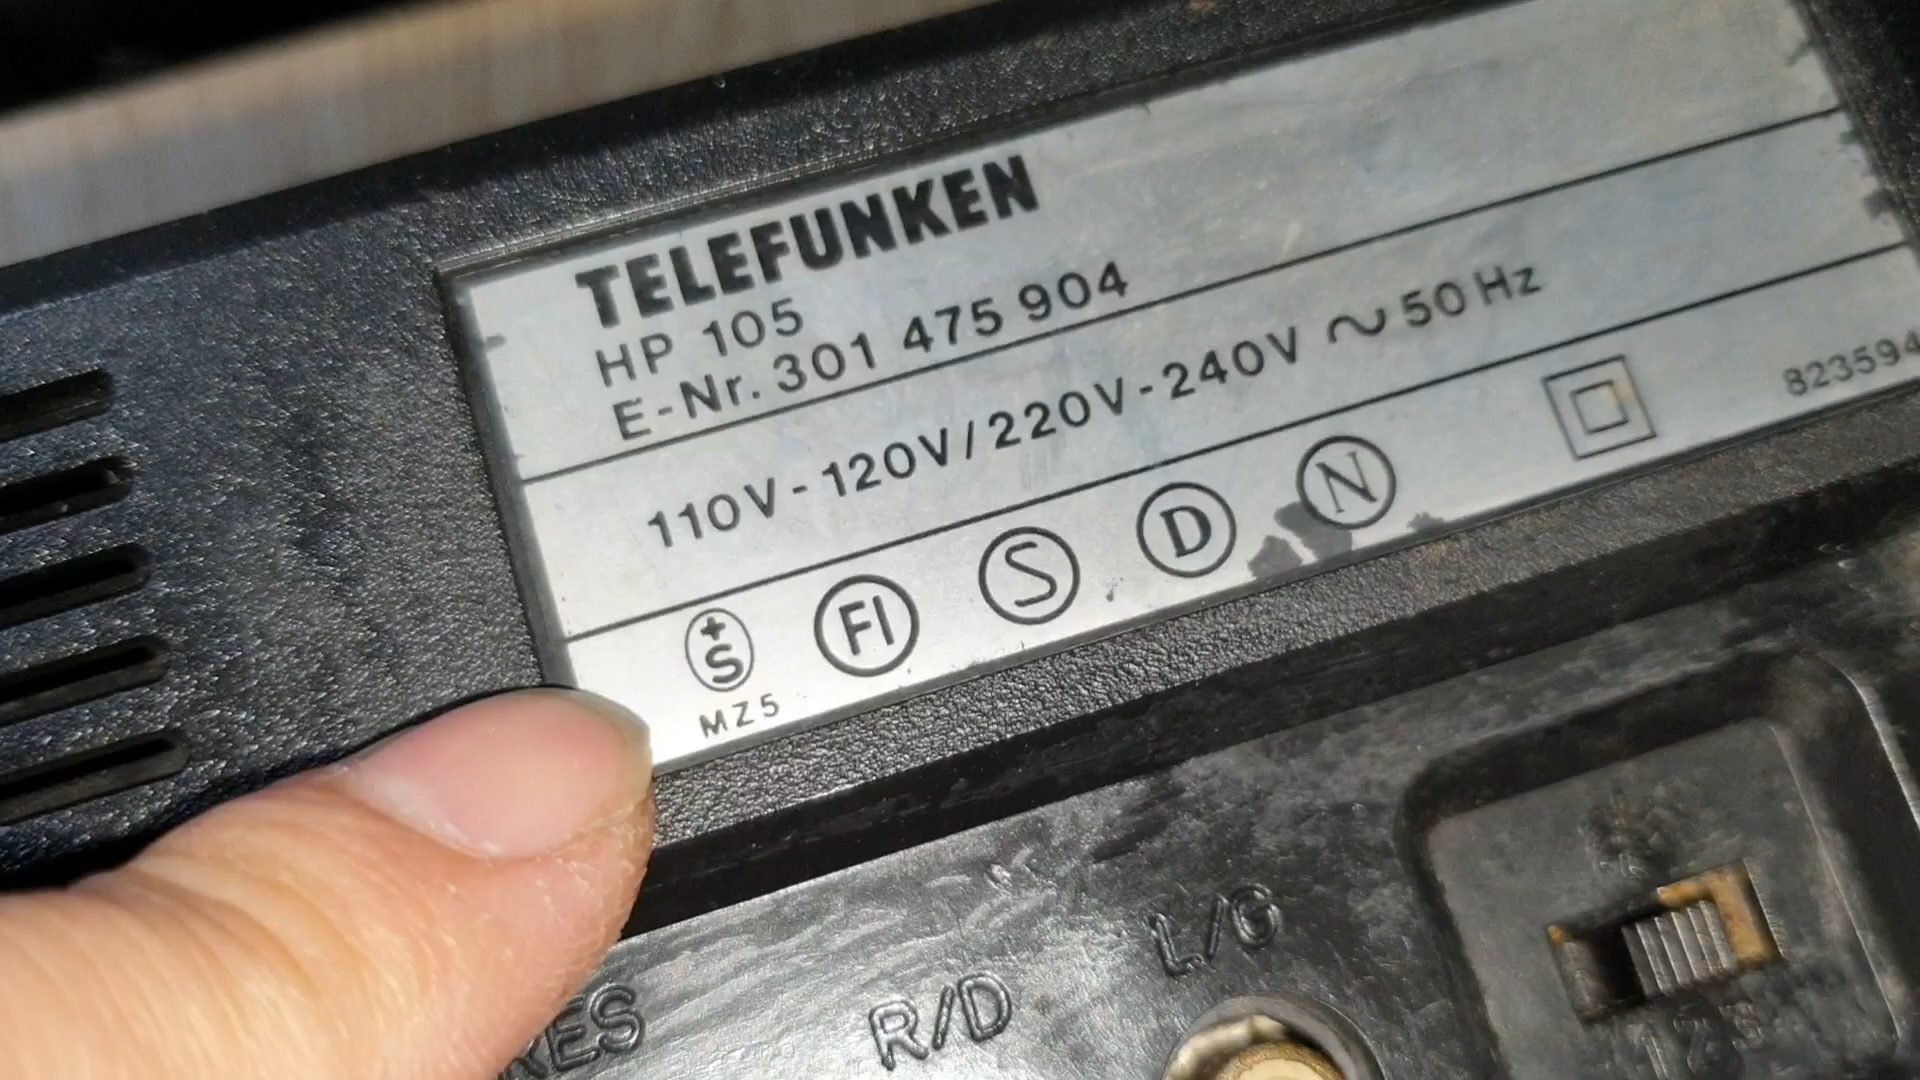 TELEFUNKEN
HP 105
E-Nr. 301 475 904
110V-120V/220V-240V ~ 50 Hz
+S FI S D N
823594
MZ5
R/D L/G